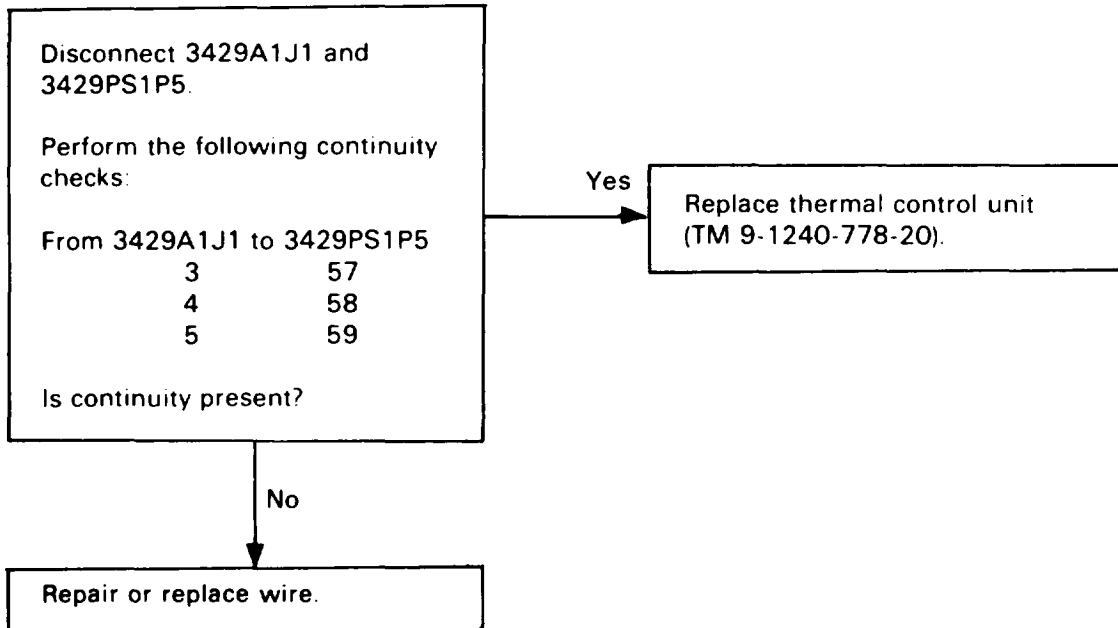 Disconnect 3429A1J1 and
3429PS1P5.
Perform the following continuity
checks:
From 3429A1J1 to 3429PS1P5
3 57
4 58
5 59
Is continuity present?
Yes
Replace thermal control unit
(TM 9-1240-778-20).
No
Repair or replace wire.